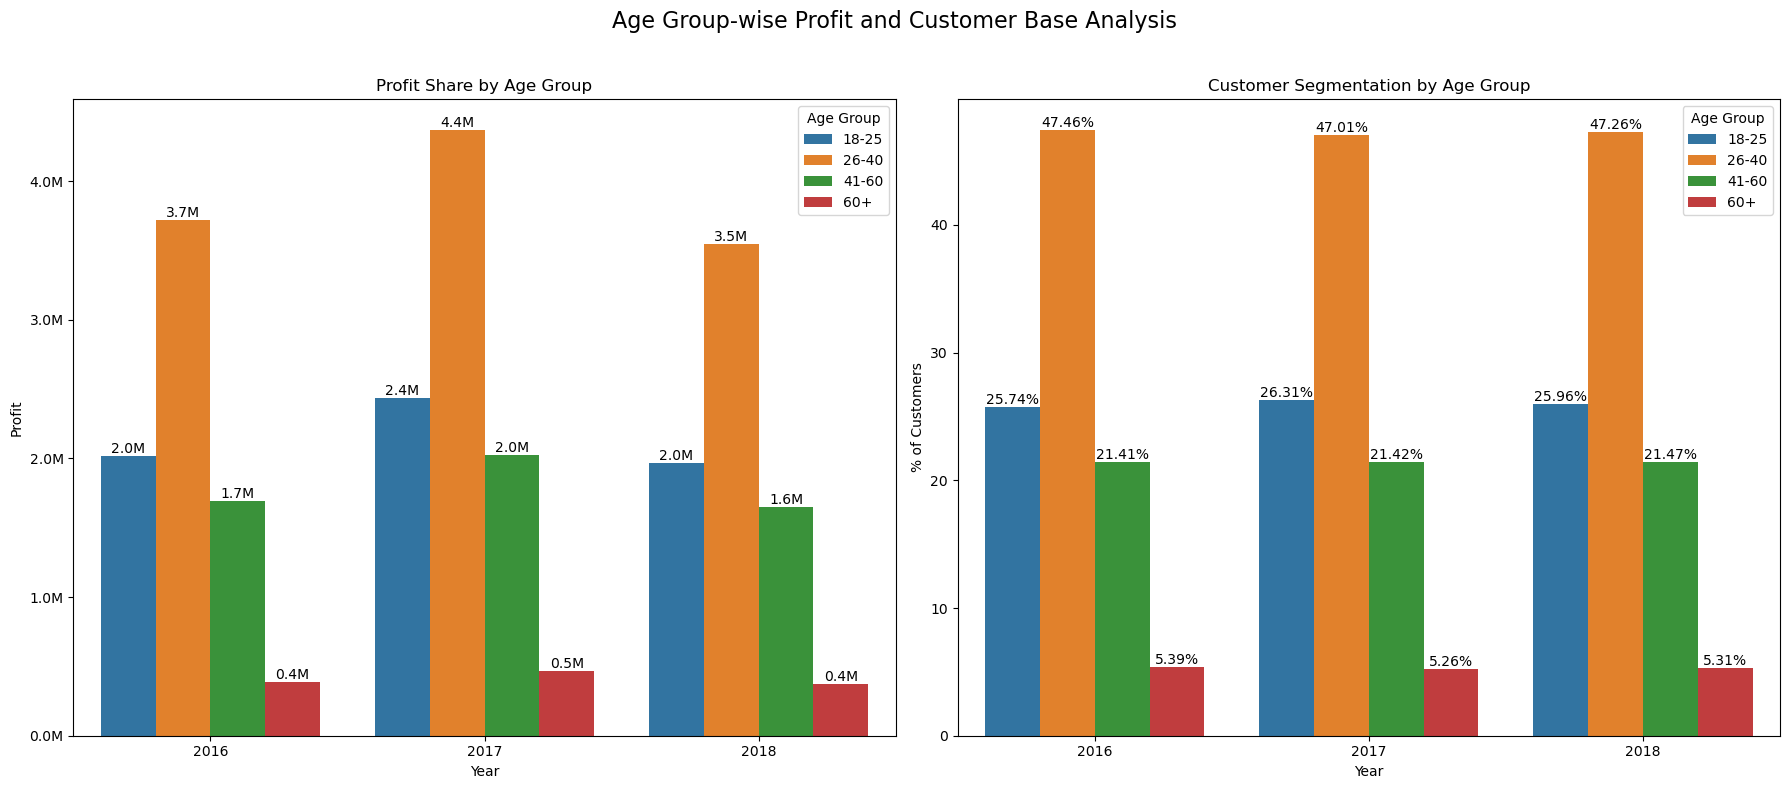 Age Group-wise Profit and Customer Base Analysis
Profit Share by Age Group
Profit
4.0M
3.0M
2.0M
1.0M
0.0M
2.0M
3.7M
1.7M
0.4M
2.4M
4.4M
2.0M
0.5M
2.0M
3.5M
1.6M
0.4M
Age Group
18-25
26-40
41-60
60+
2016
2017
2018
Year
Customer Segmentation by Age Group
% of Customers
40
30
20
10
0
25.74%
47.46%
21.41%
5.39%
26.31%
47.01%
21.42%
5.26%
25.96%
47.26%
21.47%
5.31%
Age Group
18-25
26-40
41-60
60+
2016
2017
2018
Year